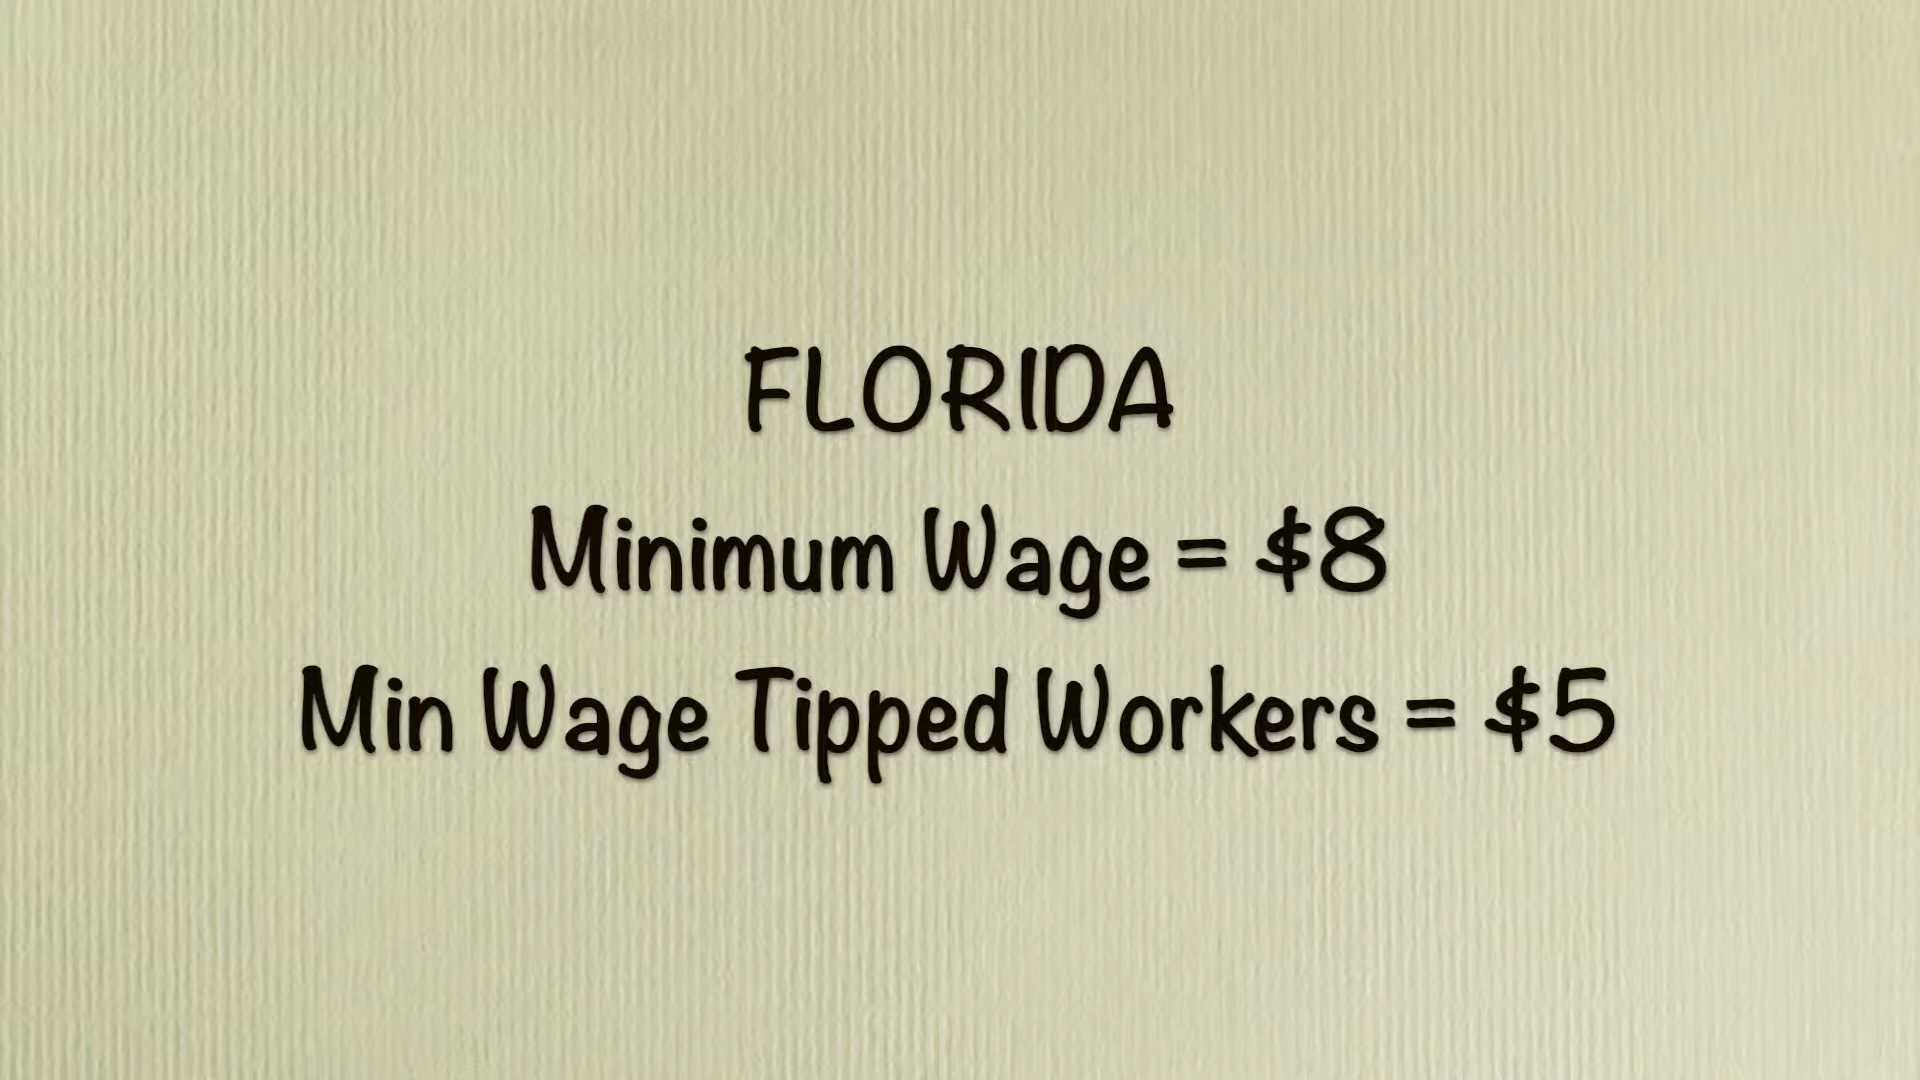 FLORIDA
Minimum Wage = $8
Min Wage Tipped Workers = $5